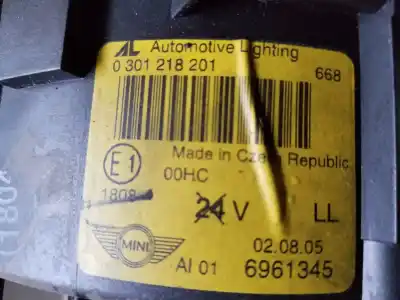 AL Automotive Lighting
0 301 218 201
668
E1
Made in Czech Republic
00HC
1808
24 V
LL
MINI
02.08.05
AI 01
6961345